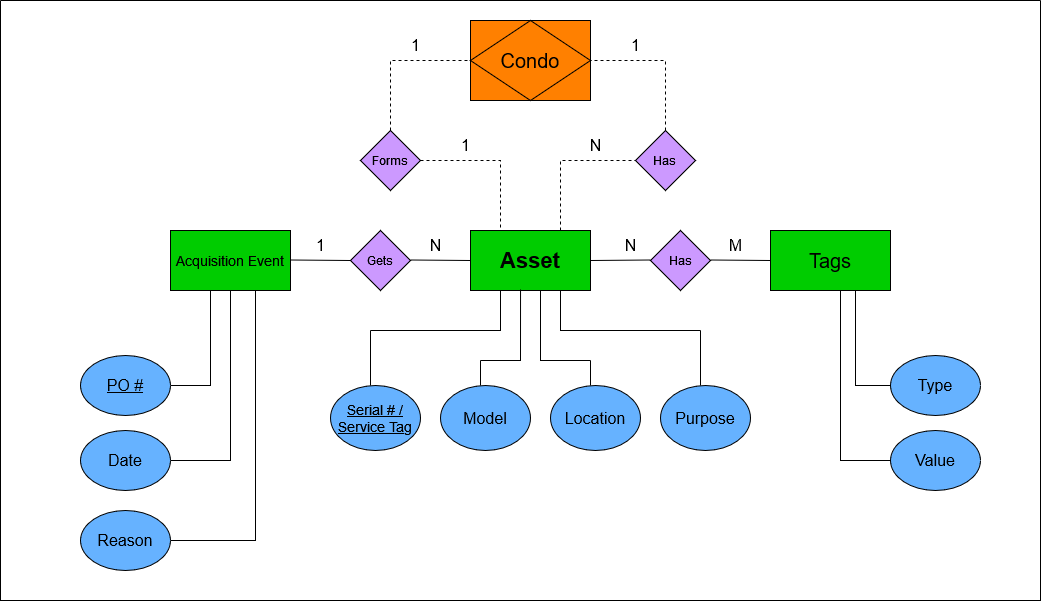 1
Condo
1
Forms
1
N
Has
Acquisition Event
1
Gets
N
Asset
N
Has
M
Tags
PO #
Date
Reason
Serial # /
Service Tag
Model
Location
Purpose
Type
Value